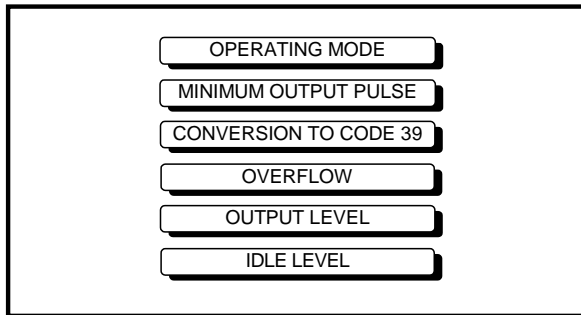 OPERATING MODE
MINIMUM OUTPUT PULSE
CONVERSION TO CODE 39
OVERFLOW
OUTPUT LEVEL
IDLE LEVEL